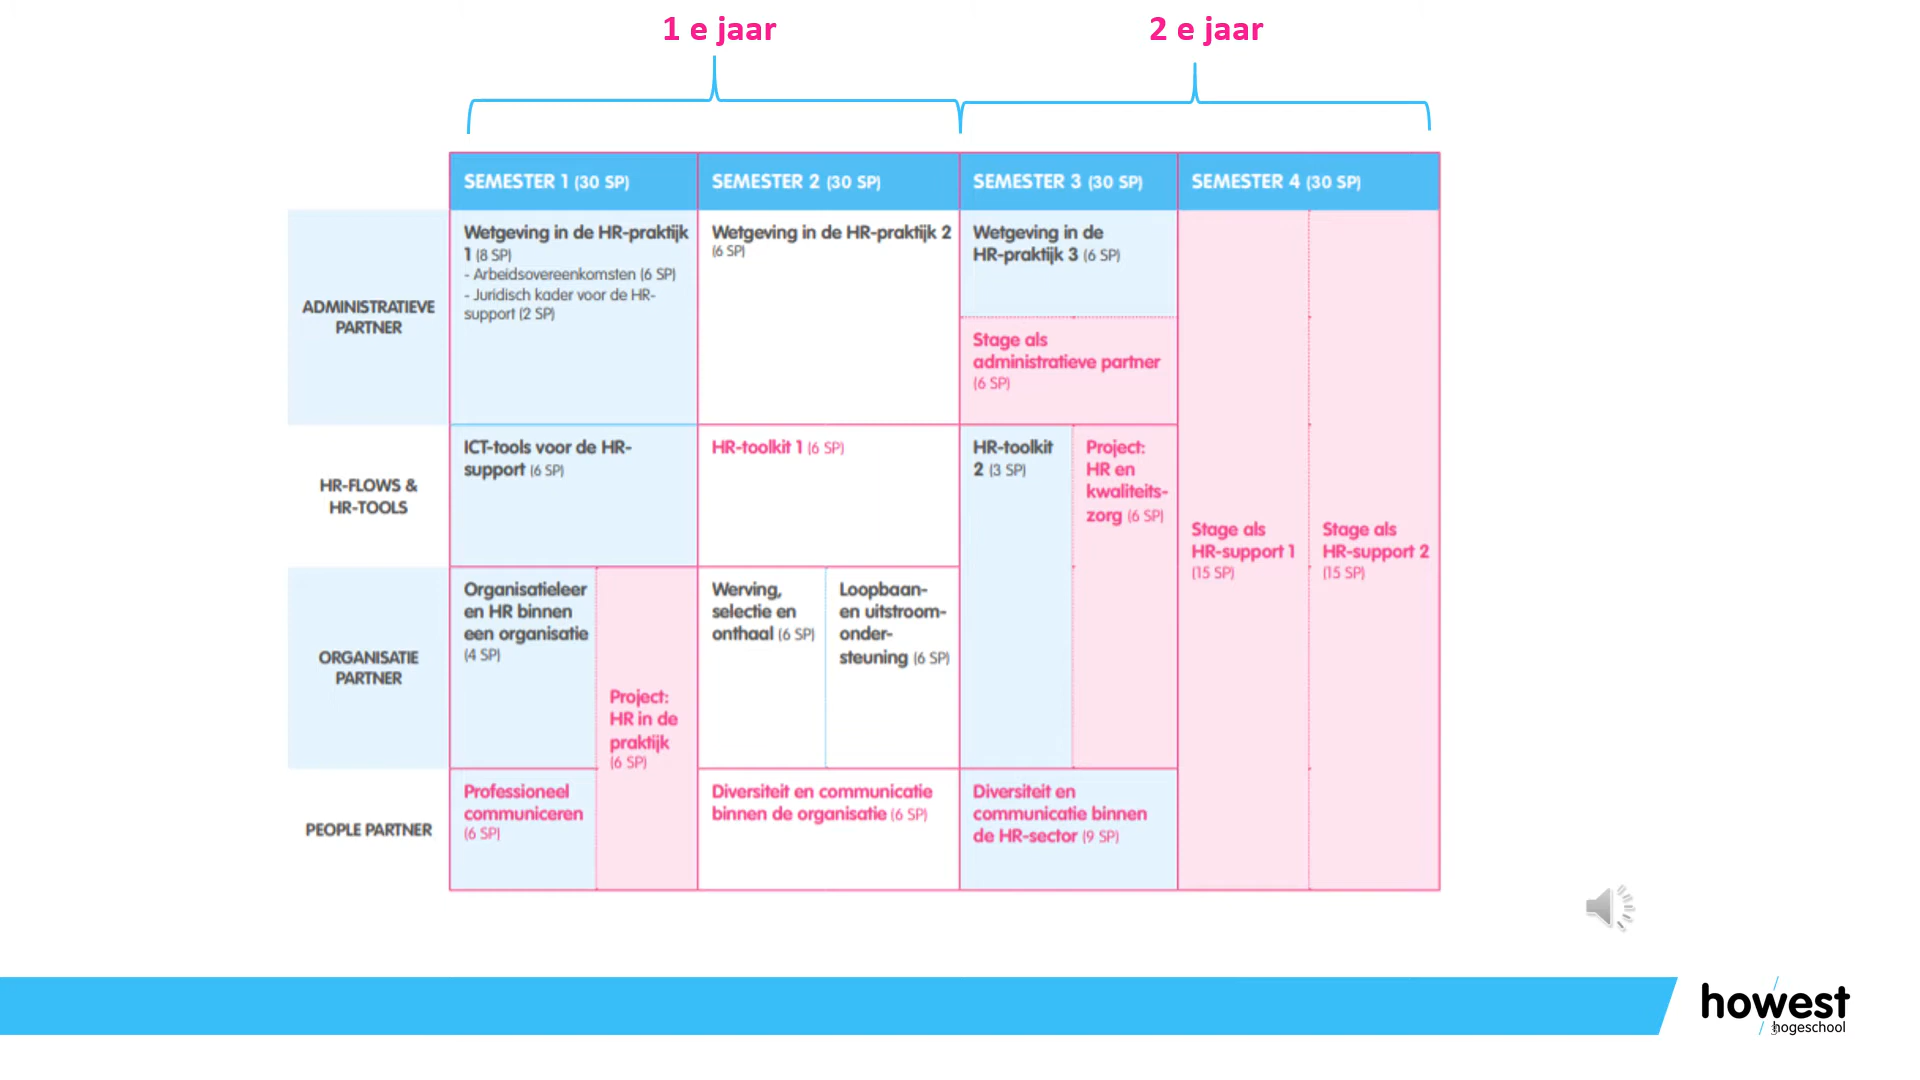 1 e jaar
2 e jaar
SEMESTER 1 (30 SP)
SEMESTER 2 (30 SP)
SEMESTER 3 (30 SP)
SEMESTER 4 (30 SP)
ADMINISTRATIEVE
PARTNER
Wetgeving in de HR-praktijk
1 (8 SP)
- Arbeidsovereenkomsten (6 SP)
- Juridisch kader voor de HR-
support (2 SP)
Wetgeving in de HR-praktijk 2
(6 SP)
Wetgeving in de
HR-praktijk 3 (6 SP)
Stage als
administratieve partner
(6 SP)
HR-FLOWS &
HR-TOOLS
ICT-tools voor de HR-
support (6 SP)
HR-toolkit 1 (6 SP)
HR-toolkit
2 (3 SP)
Project:
HR en
kwaliteits-
zorg (6 SP)
Stage als
HR-support 1
(15 SP)
Stage als
HR-support 2
(15 SP)
ORGANISATIE
PARTNER
Organisatieleer
en HR binnen
een organisatie
(4 SP)
Project:
HR in de
praktijk
(6 SP)
Werving,
selectie en
onthaal (6 SP)
Loopbaan-
en uitstroom-
onder-
steuning (6 SP)
PEOPLE PARTNER
Professioneel
communiceren
(6 SP)
Diversiteit en communicatie
binnen de organisatie (6 SP)
Diversiteit en
communicatie binnen
de HR-sector (9 SP)
howest
hogeschool
3